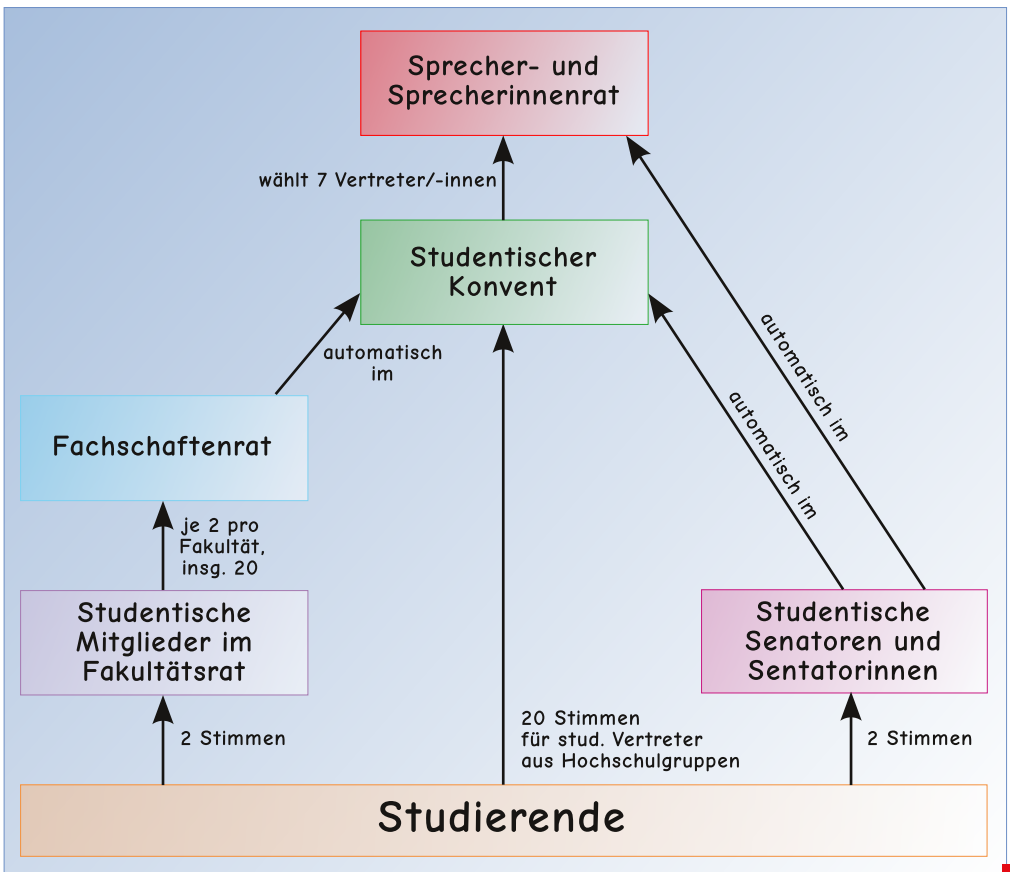 Sprecher- und
Sprecherinnenrat
wählt 7 Vertreter/-innen
Studentischer
Konvent
automatisch
im
automatisch im
automatisch im
Fachschaftenrat
je 2 pro
Fakultät,
insg. 20
Studentische
Mitglieder im
Fakultätsrat
Studentische
Senatoren und
Sentatorinnen
2 Stimmen
20 Stimmen
für stud. Vertreter
aus Hochschulgruppen
2 Stimmen
Studierende